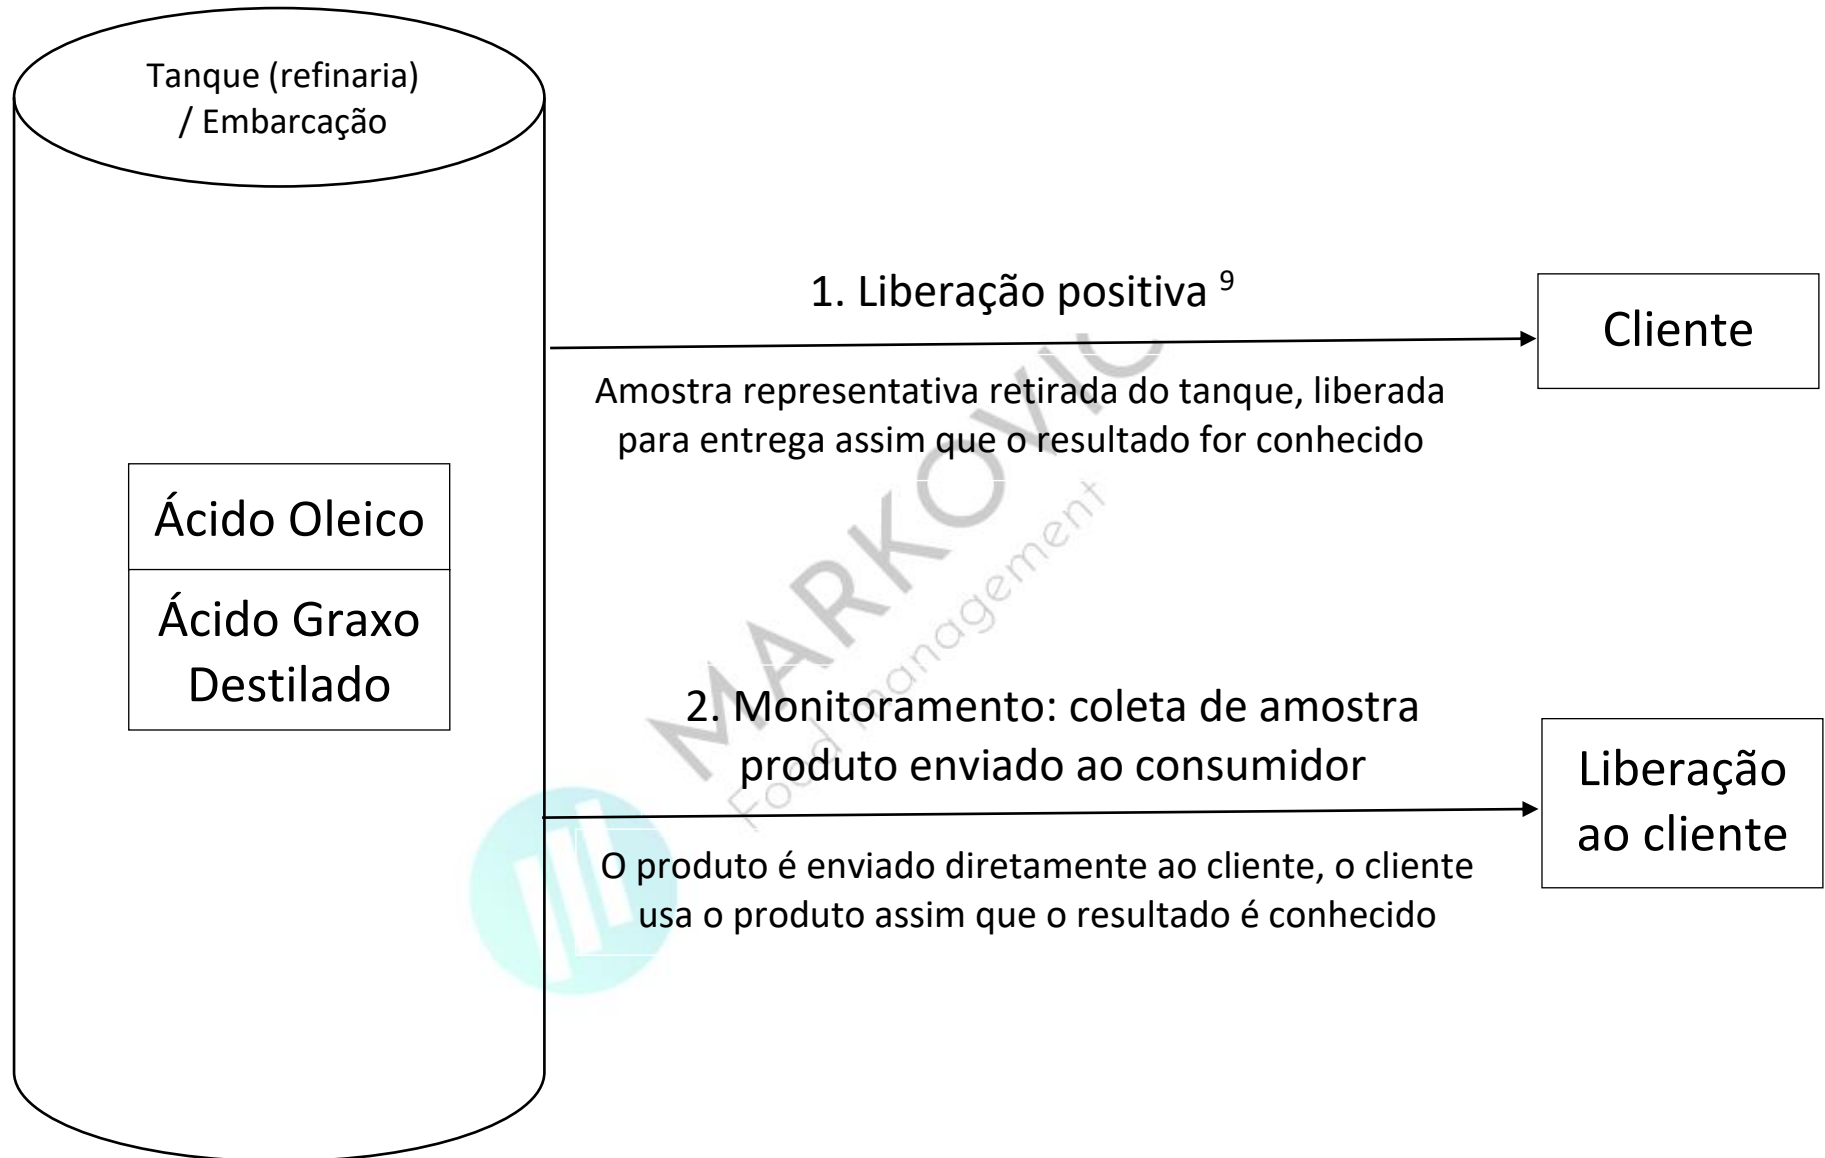 Tanque (refinaria)
/ Embarcação
1. Liberação positiva ⁹
Cliente
Amostra representativa retirada do tanque, liberada
para entrega assim que o resultado for conhecido
Ácido Oleico
Ácido Graxo
Destilado
2. Monitoramento: coleta de amostra
produto enviado ao consumidor
Liberação
ao cliente
O produto é enviado diretamente ao cliente, o cliente
usa o produto assim que o resultado é conhecido
MARKOVIC
Food management